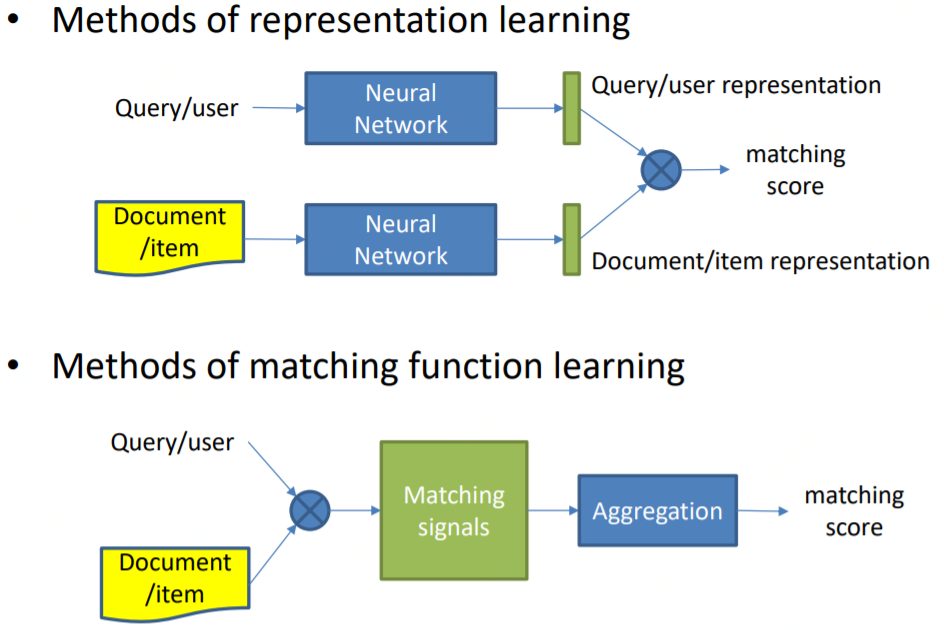 • Methods of representation learning
Query/user
Neural
Network
Query/user representation
matching
score
Document
/item
Neural
Network
Document/item representation
• Methods of matching function learning
Query/user
Matching
signals
Aggregation
matching
score
Document
/item